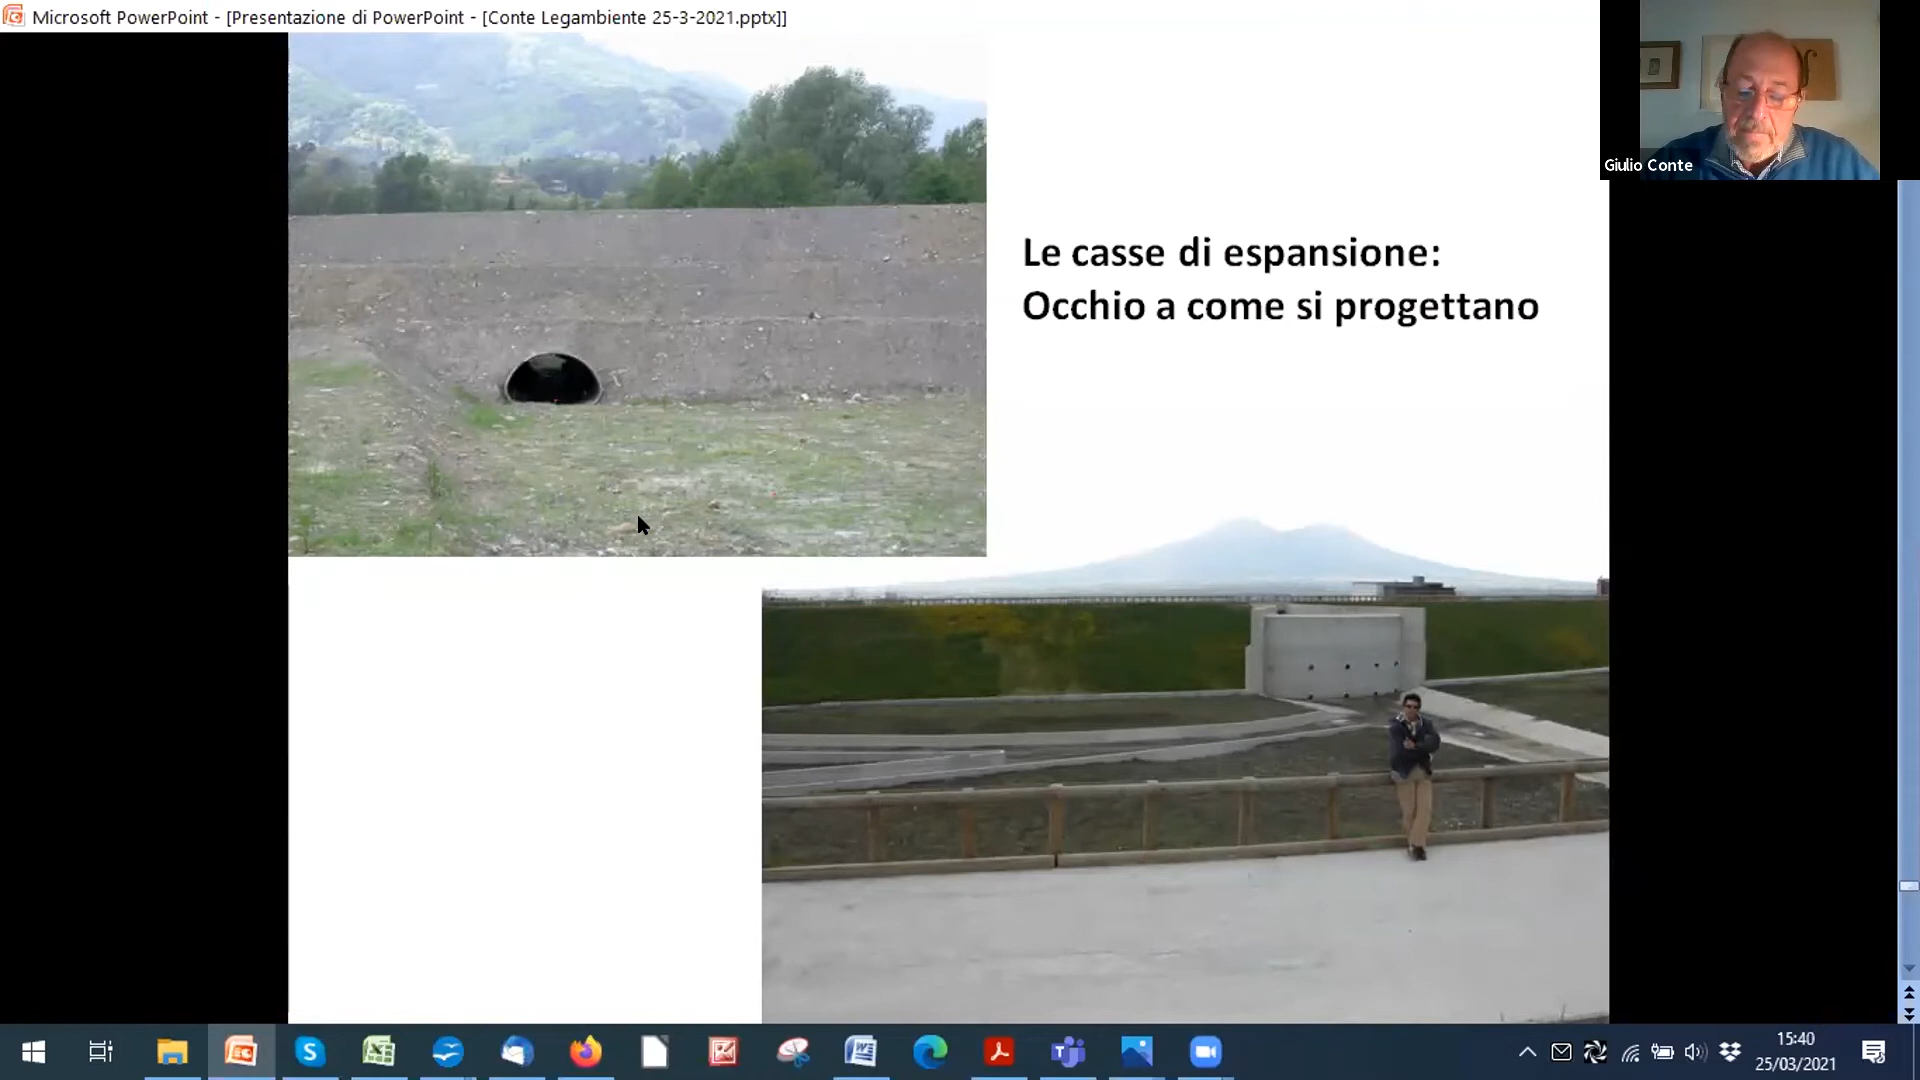 Microsoft PowerPoint - [Presentazione di PowerPoint - [Conte Legambiente 25-3-2021.pptx]]
Giulio Conte
Le casse di espansione:
Occhio a come si progettano
15:40
25/03/2021